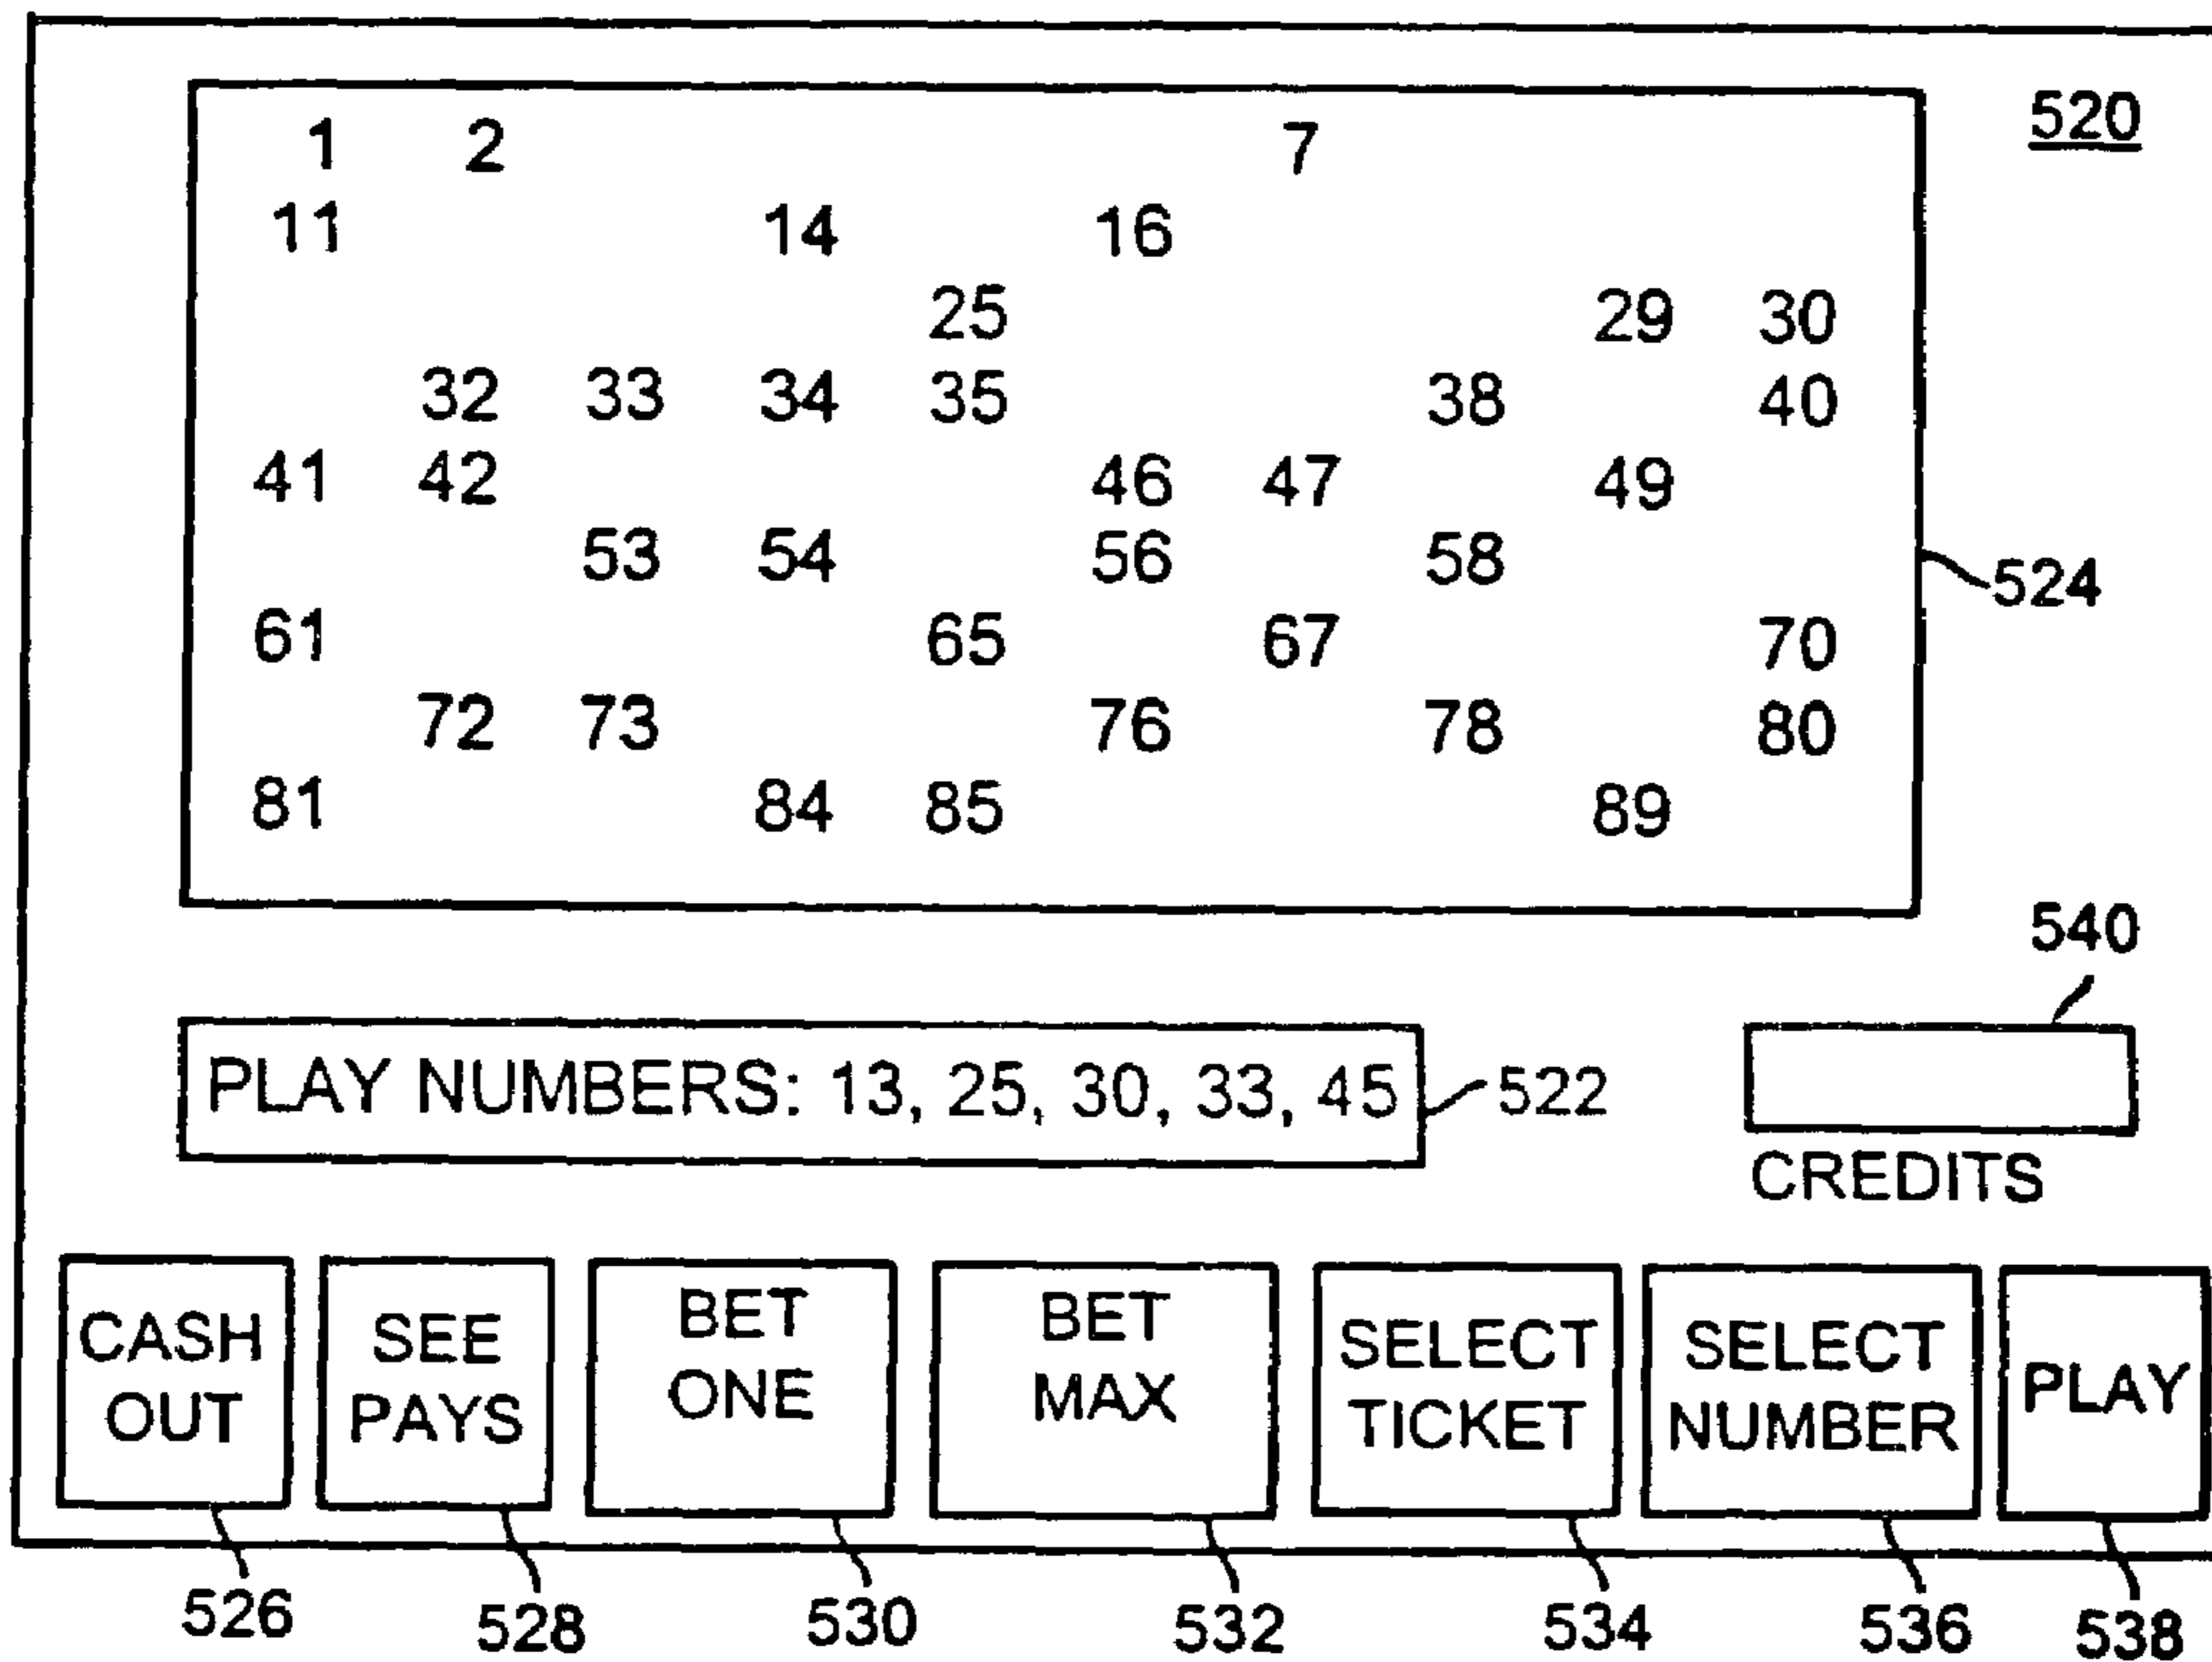 520
1 2 7
11 14 16
25 29 30
32 33 34 35 38 40
41 42 46 47 49
53 54 56 58
524
61 65 67 70
72 73 76 78 80
81 84 85 89
540
PLAY NUMBERS: 13, 25, 30, 33, 45
522
CREDITS
CASH OUT
SEE PAYS
BET ONE
BET MAX
SELECT TICKET
SELECT NUMBER
PLAY
526 528 530 532 534 536 538